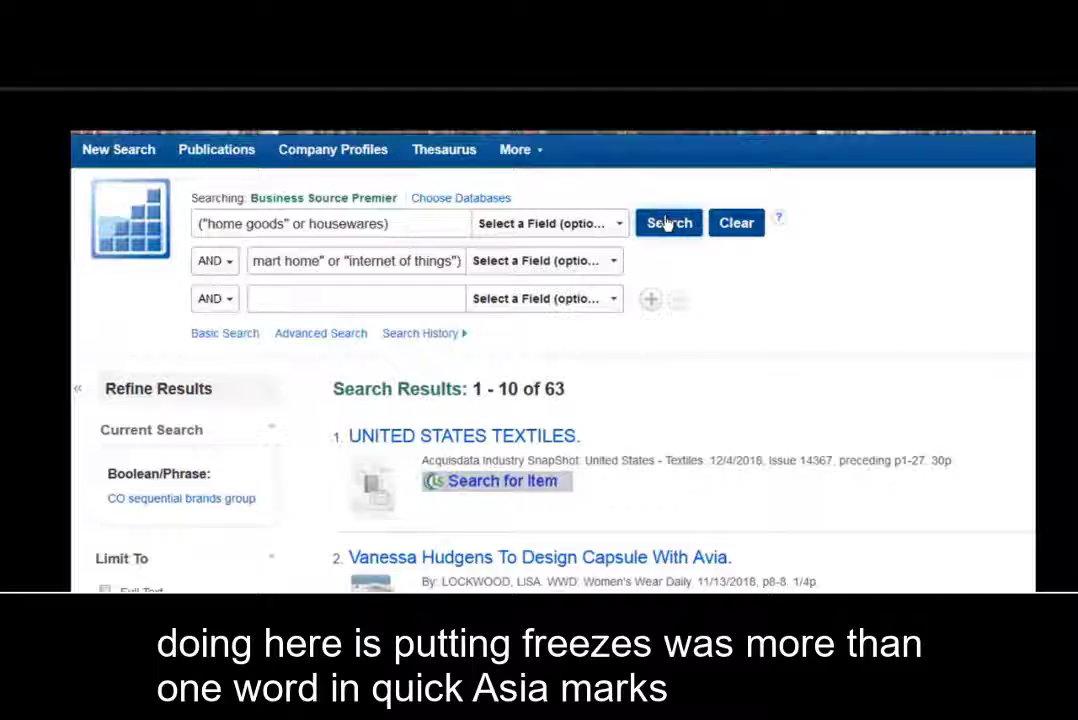 New Search Publications Company Profiles Thesaurus More
Searching: Business Source Premier Choose Databases
("home goods" or housewares) Select a Field (optio... Search Clear ?
AND mart home" or "internet of things") Select a Field (optio...
AND Select a Field (optio...
Basic Search Advanced Search Search History
Refine Results
Search Results: 1 - 10 of 63
Current Search
1. UNITED STATES TEXTILES.
Acquisdata Industry SnapShot: United States - Textiles. 12/4/2018, Issue 14367, preceding p1-27. 30p.
Boolean/Phrase:
Search for Item
CO sequential brands group
Limit To
2. Vanessa Hudgens To Design Capsule With Avia.
By: LOCKWOOD, LISA. WWD: Women's Wear Daily. 11/13/2018, p8-8. 1/4p.
Full Text
doing here is putting freezes was more than
one word in quick Asia marks